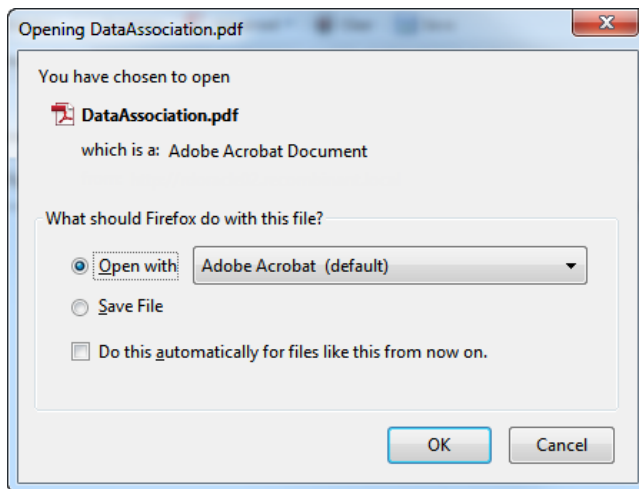 Opening DataAssociation.pdf
You have chosen to open
DataAssociation.pdf
which is a: Adobe Acrobat Document
What should Firefox do with this file?
Open with Adobe Acrobat (default)
Save File
Do this automatically for files like this from now on.
OK Cancel